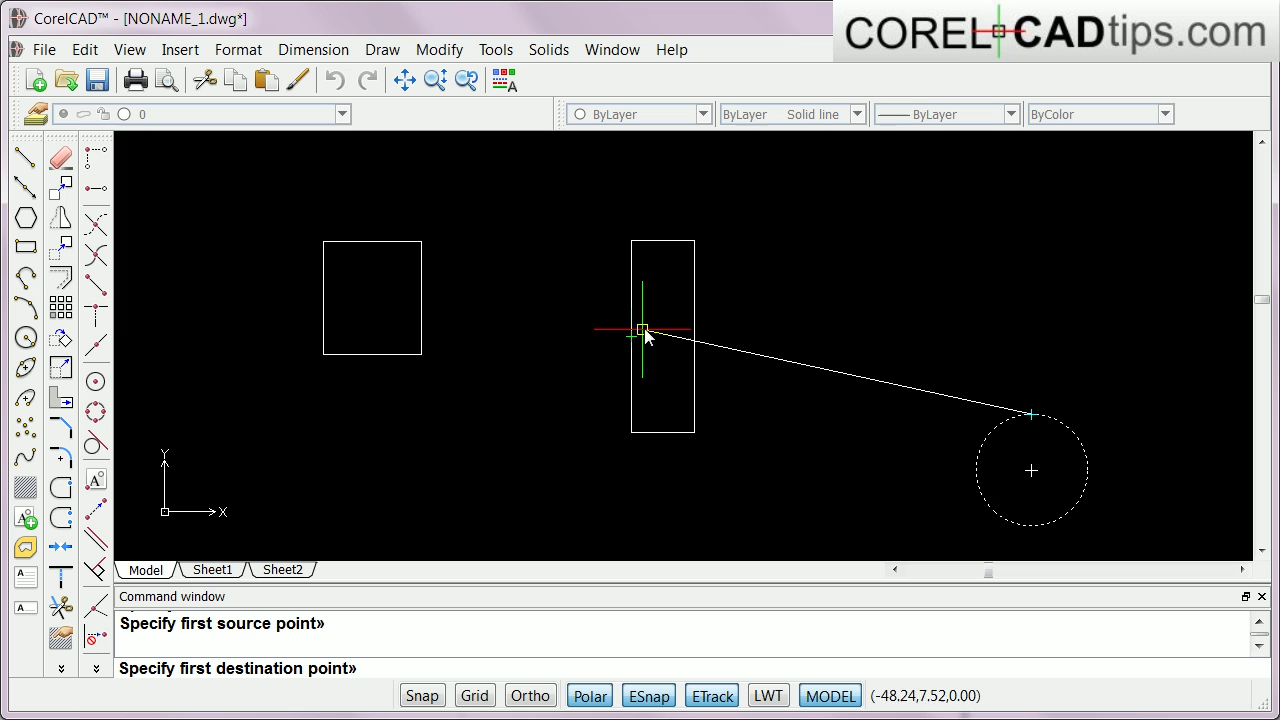 CorelCAD™ - [NONAME_1.dwg*]
COREL CADtips.com
File Edit View Insert Format Dimension Draw Modify Tools Solids Window Help
0 ByLayer ByLayer Solid line ByLayer ByColor
Y
X
Model Sheet1 Sheet2
Command window
Specify first source point»
Specify first destination point»
Snap Grid Ortho Polar ESnap ETrack LWT MODEL (-48.24,7.52,0.00)